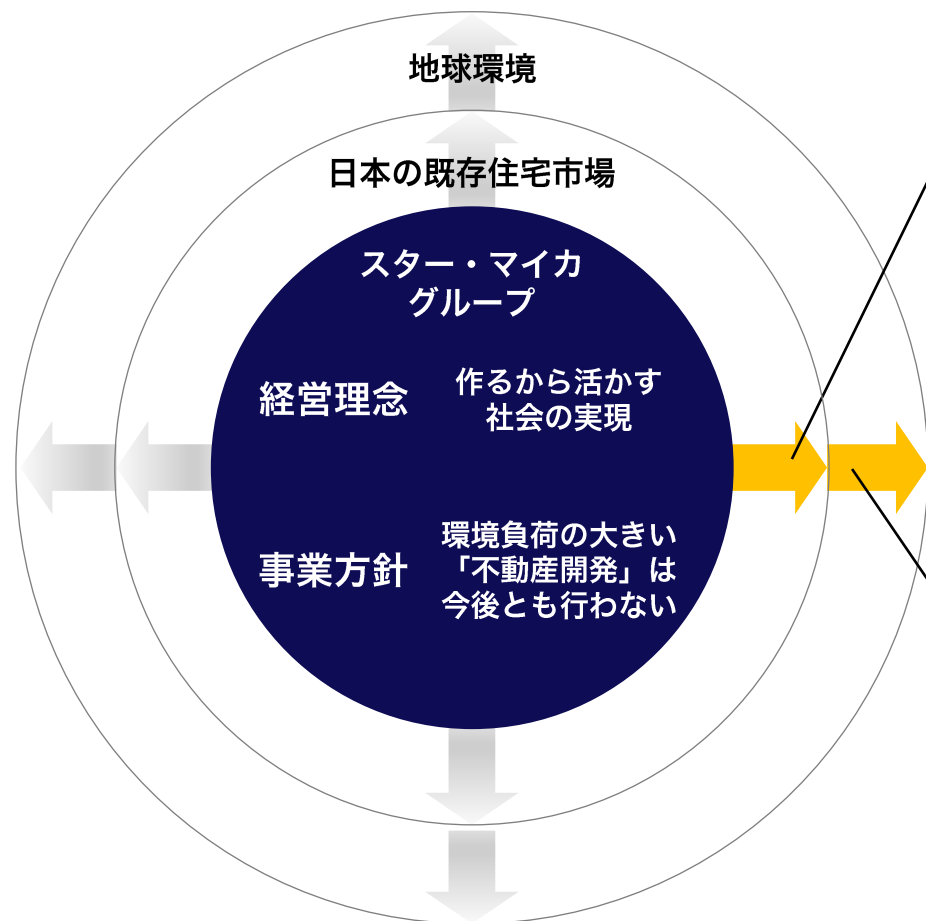 地球環境
日本の既存住宅市場
スター・マイカ
グループ
経営理念
作るから活かす
社会の実現
事業方針
環境負荷の大きい
「不動産開発」は
今後とも行わない